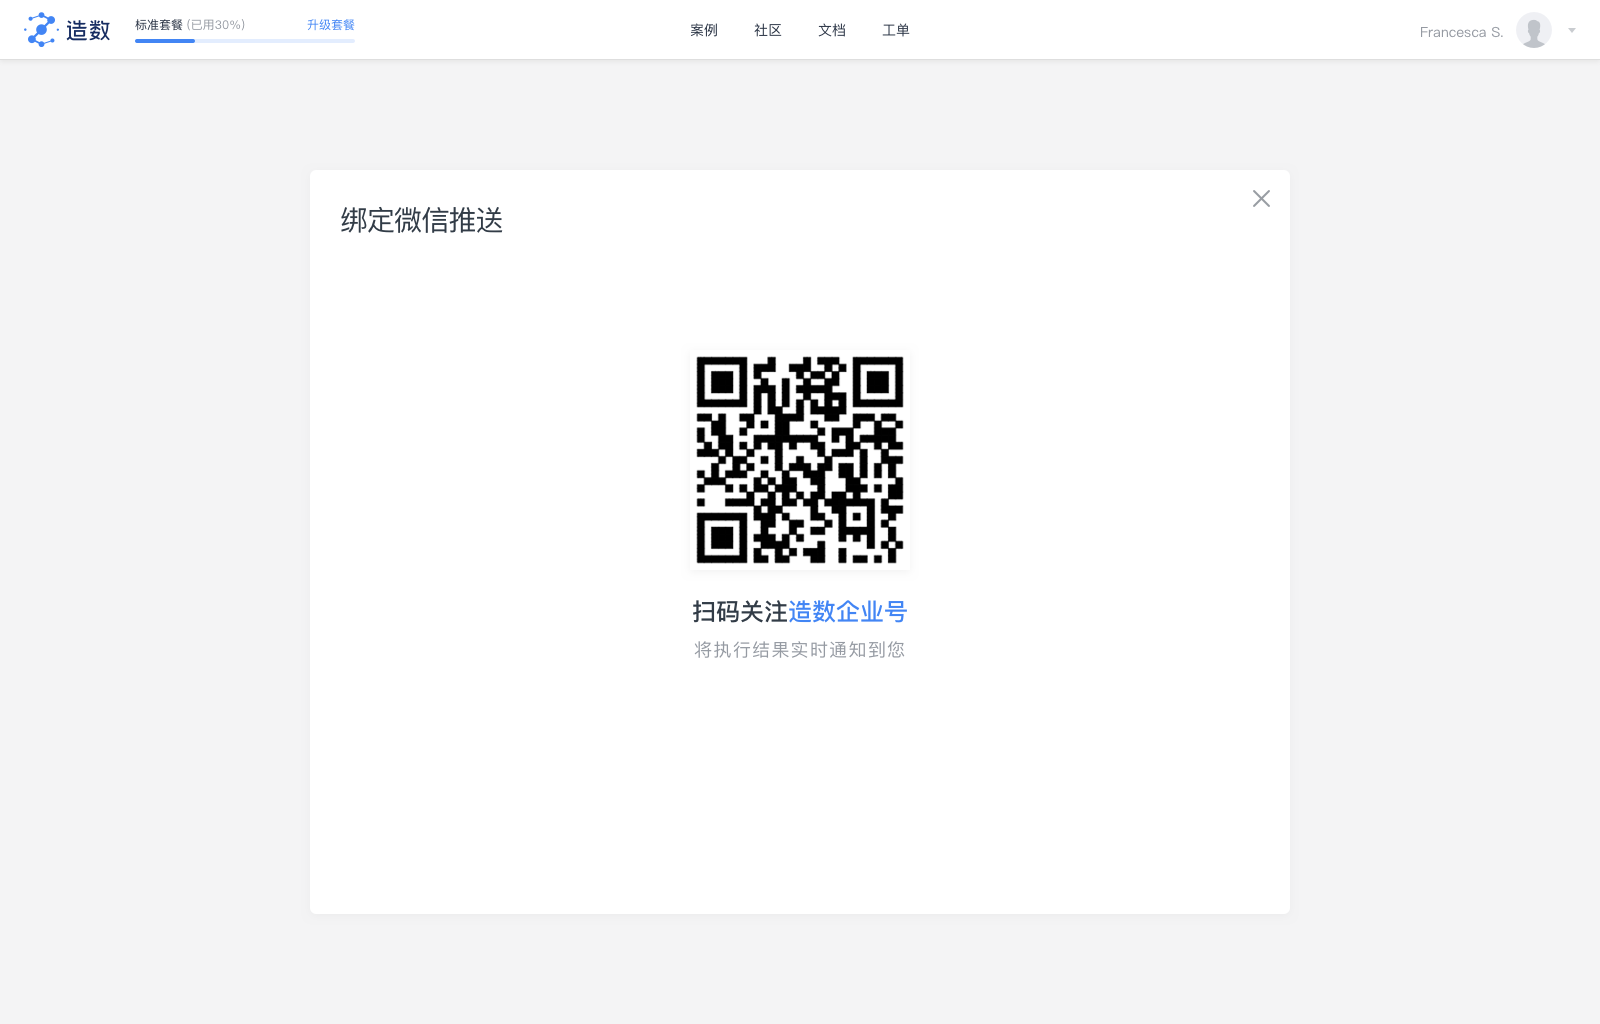 造数
标准套餐 (已用30%) 升级套餐
案例 社区 文档 工单
Francesca S.
绑定微信推送
扫码关注造数企业号
将执行结果实时通知到您